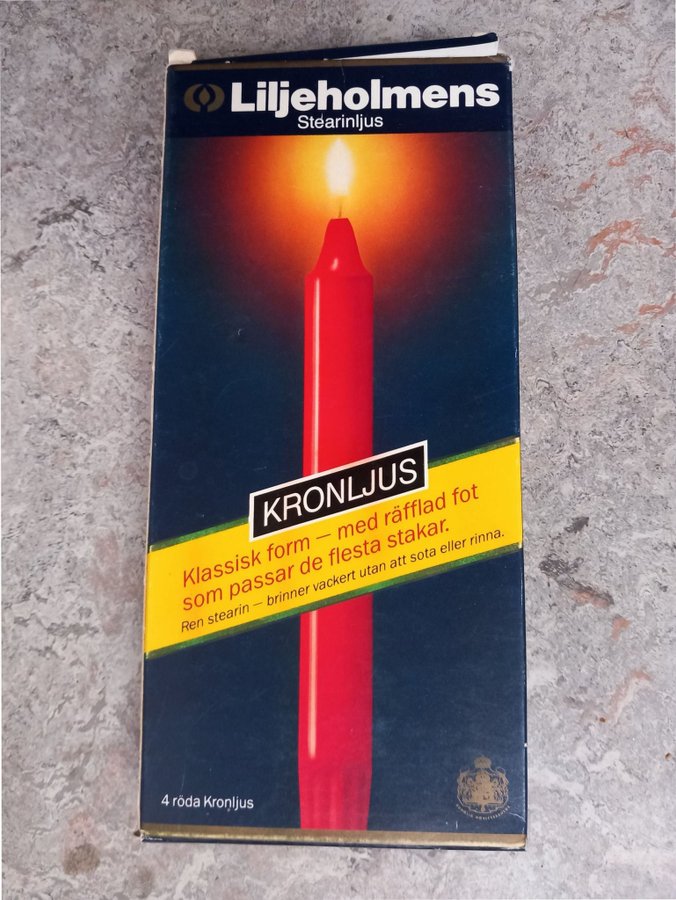 Liljeholmens
Stearinljus
KRONLJUS
Klassisk form — med räfflad fot
som passar de flesta stakar.
Ren stearin — brinner vackert utan att sota eller rinna.
4 röda Kronljus